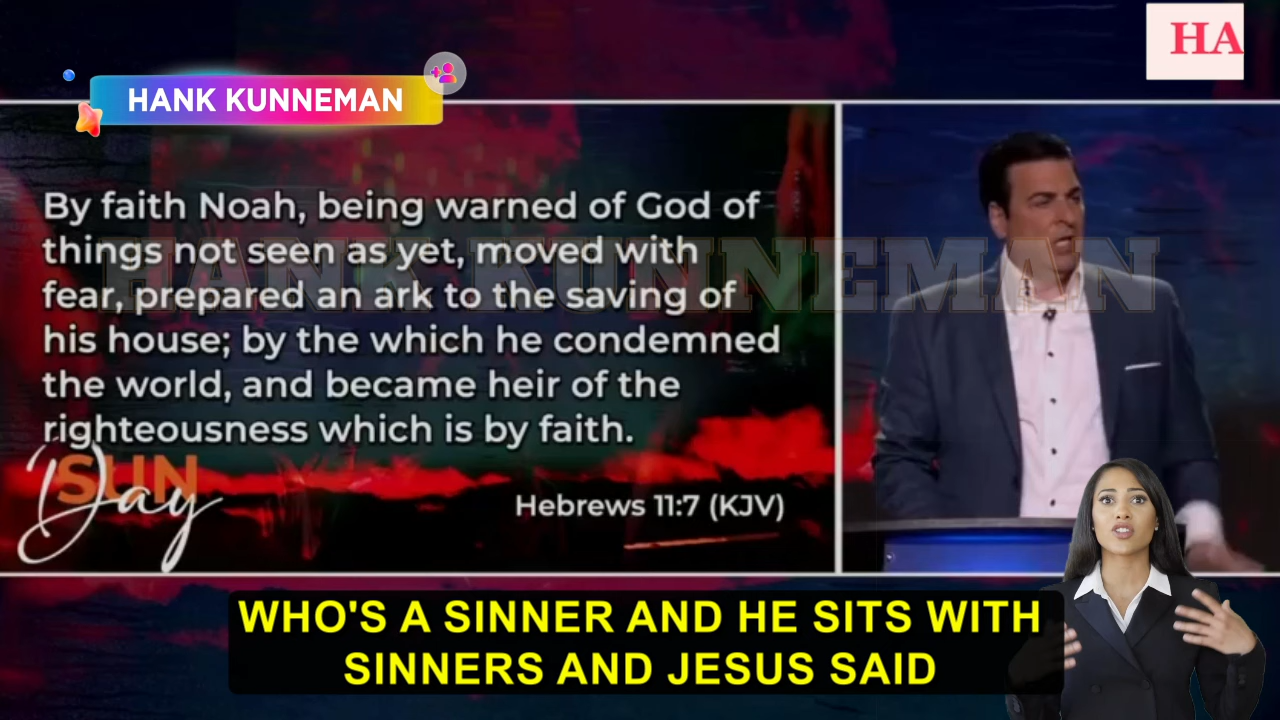 HA
HANK KUNNEMAN
By faith Noah, being warned of God of
things not seen as yet, moved with
fear, prepared an ark to the saving of
his house; by the which he condemned
the world, and became heir of the
righteousness which is by faith.
HANK KUNNEMAN
SUN
Day
Hebrews 11:7 (KJV)
WHO'S A SINNER AND HE SITS WITH
SINNERS AND JESUS SAID